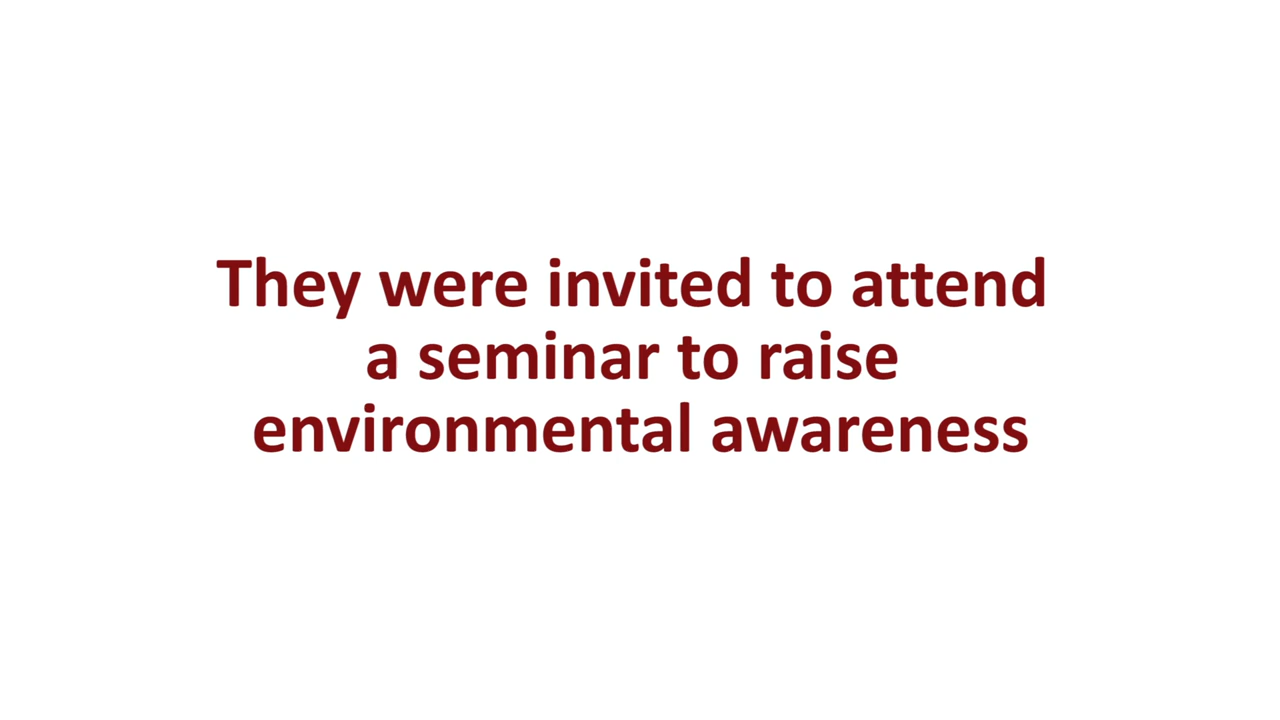 They were invited to attend
a seminar to raise
environmental awareness